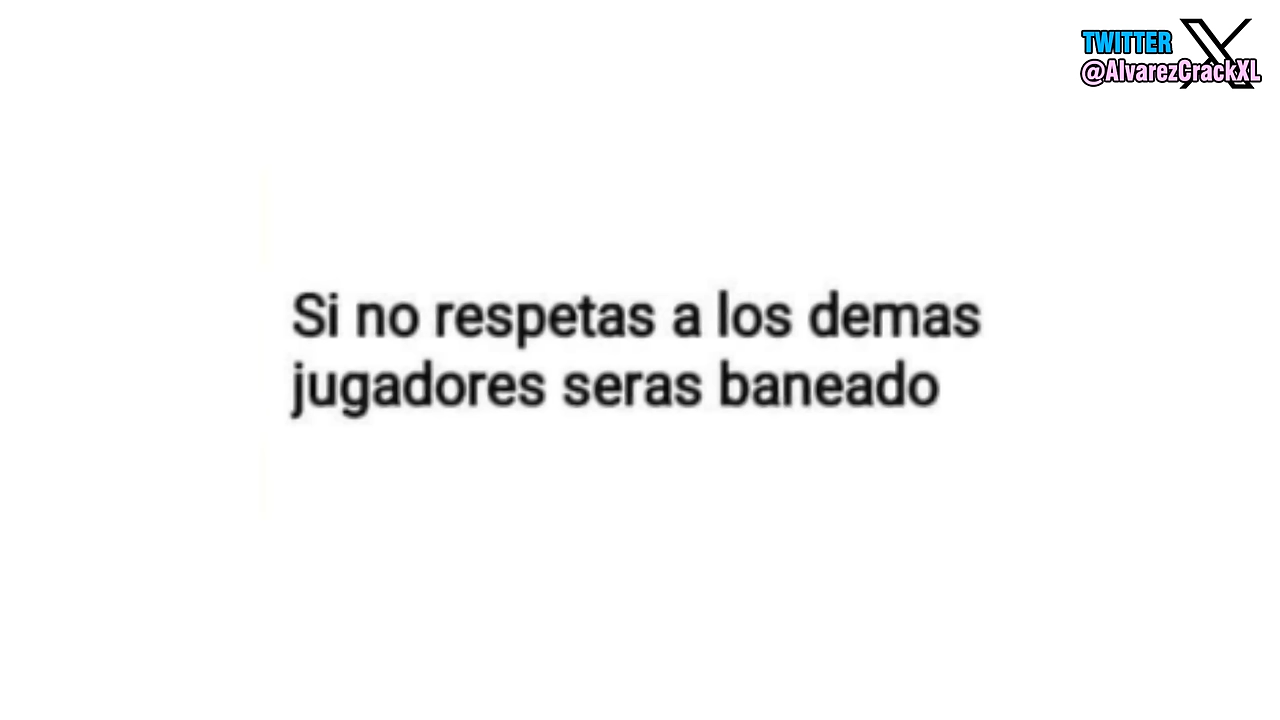 TWITTER
@AlvarezCrackXL
Si no respetas a los demas
jugadores seras baneado